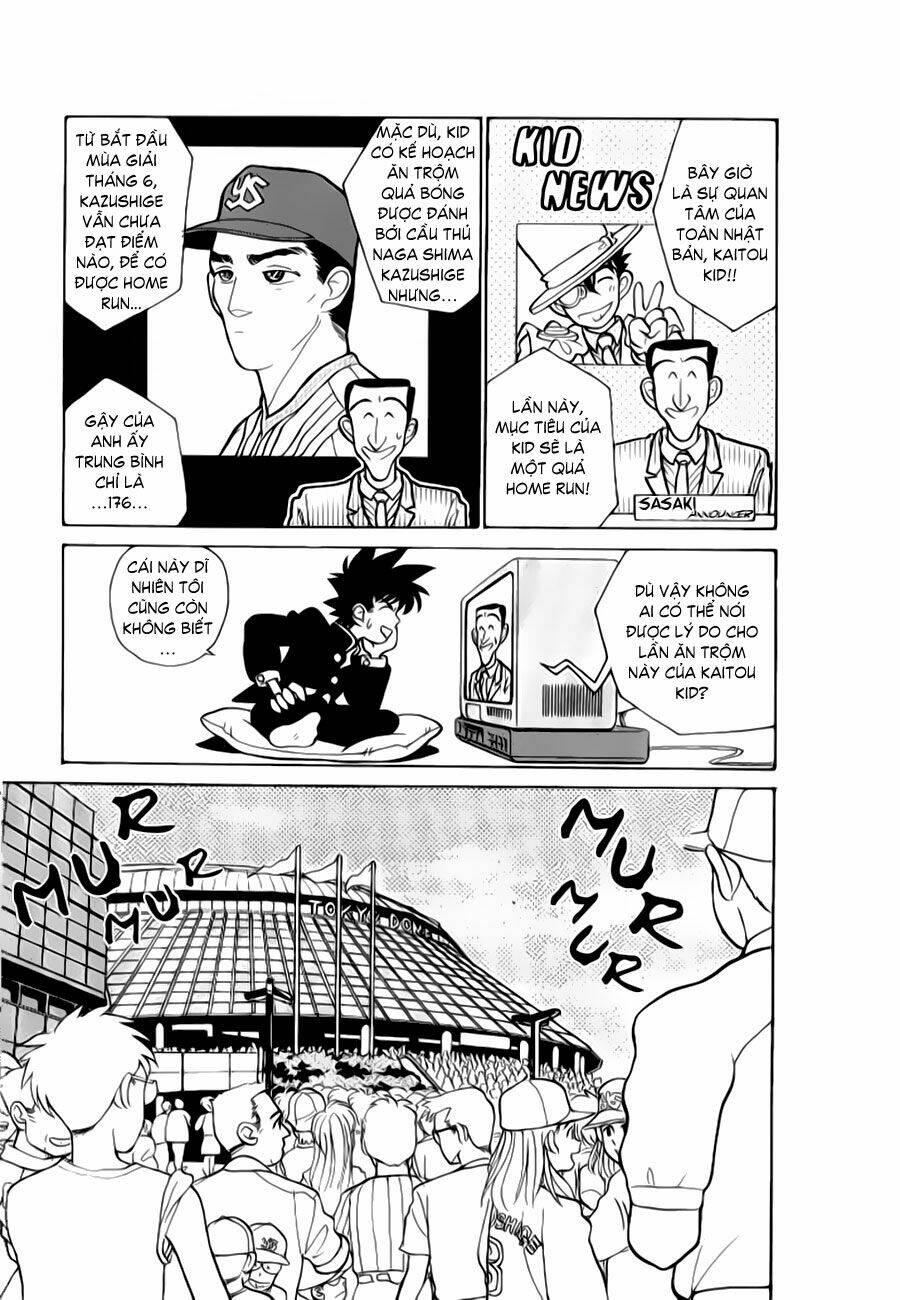 KID
NEWS
BÂY GIỜ
LÀ SỰ QUAN
TÂM CỦA
TOÀN NHẬT
BẢN, KAITOU
KID!!
LẦN NÀY,
MỤC TIÊU CỦA
KID SẼ LÀ
MỘT QUẢ
HOME RUN!
SASAKI
MẶC DÙ, KID
CÓ KẾ HOẠCH
ĂN TRỘM
QUẢ BÓNG
ĐƯỢC ĐÁNH
BỞI CẦU THỦ
NAGA SHIMA
KAZUSHIGE
NHƯNG...
YS
TỪ BẮT ĐẦU
MÙA GIẢI
THÁNG 6,
KAZUSHIGE
VẪN CHƯA
ĐẠT ĐIỂM
NÀO, ĐỂ CÓ
ĐƯỢC HOME
RUN...
GẬY CỦA
ANH ẤY
TRUNG BÌNH
CHỈ LÀ
...176...
DÙ VẬY KHÔNG
AI CÓ THỂ NÓI
ĐƯỢC LÝ DO CHO
LẦN ĂN TRỘM
NÀY CỦA KAITOU
KID?
CÁI NÀY DĨ
NHIÊN TÔI
CŨNG CÒN
KHÔNG BIẾT
...
MUR
MUR
MUR
MUR
TOKYO DOME
8